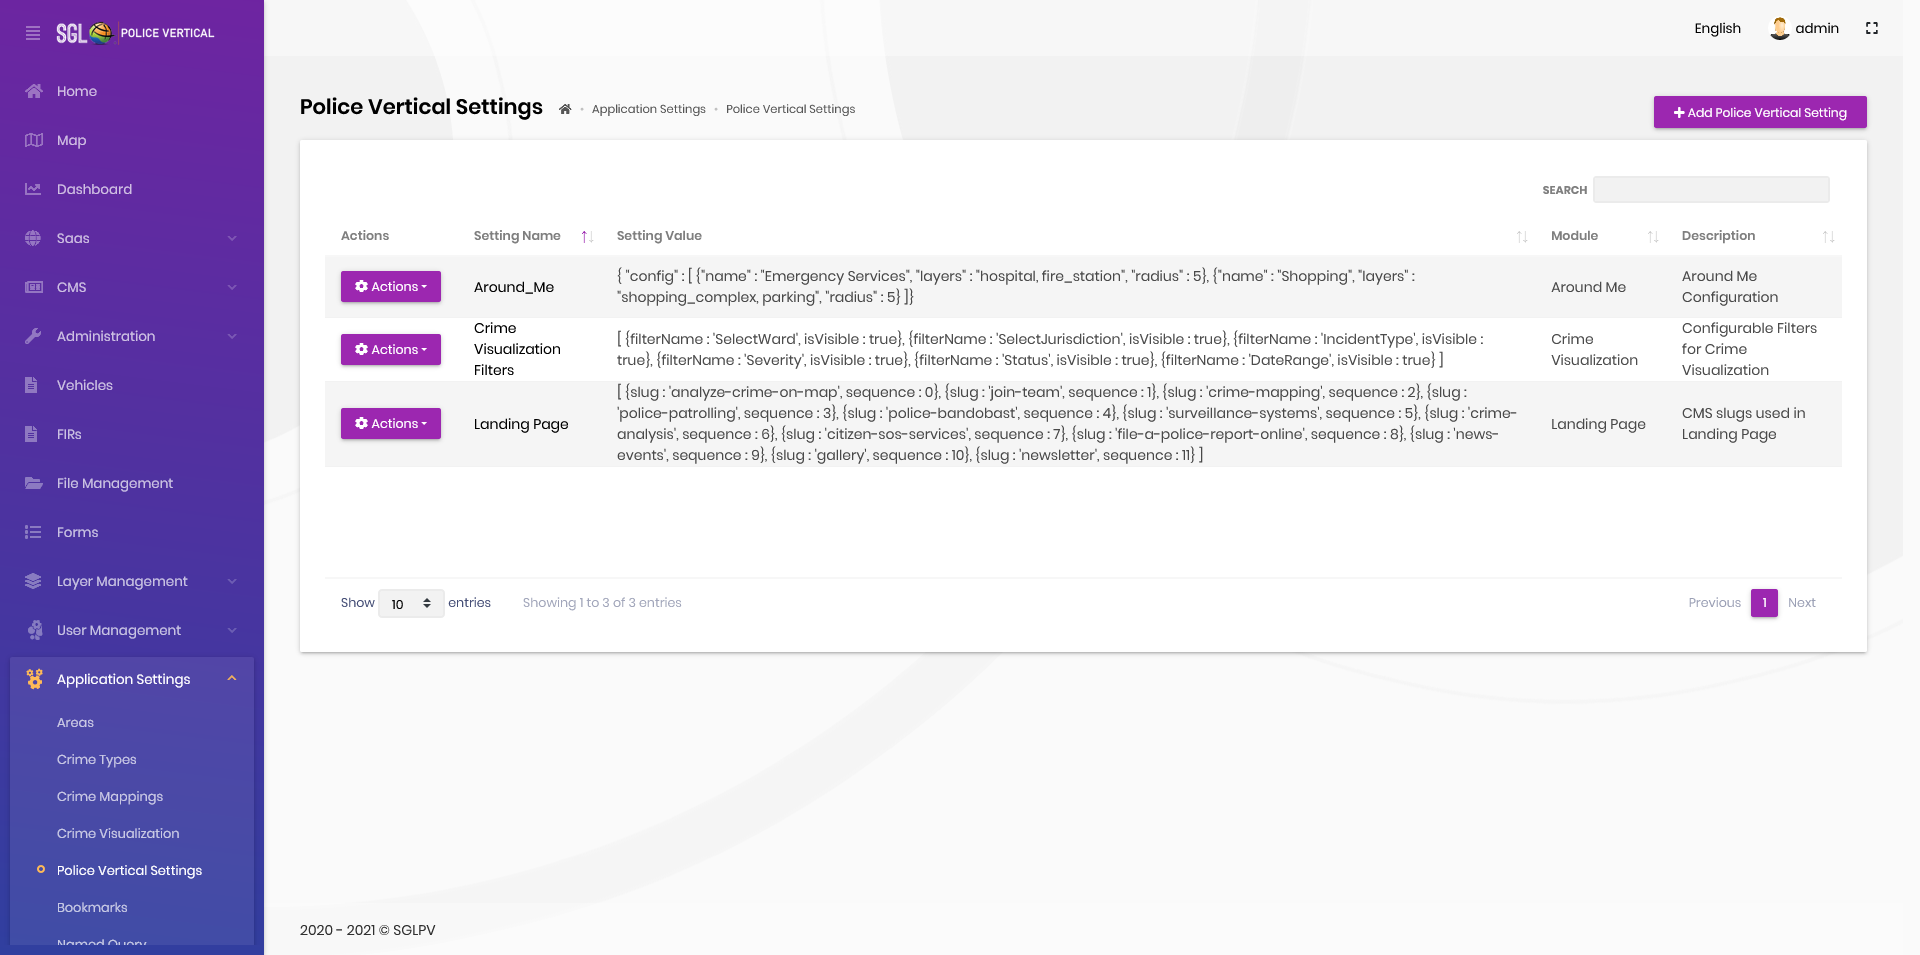 SGL POLICE VERTICAL
Home
Map
Dashboard
Saas
CMS
Administration
Vehicles
FIRs
File Management
Forms
Layer Management
User Management
Application Settings
Areas
Crime Types
Crime Mappings
Crime Visualization
Police Vertical Settings
Bookmarks
Named Query
English admin
Police Vertical Settings Application Settings Police Vertical Settings
Add Police Vertical Setting
SEARCH
Actions Setting Name Setting Value Module Description
Actions
Around_Me
{ "config" : [ {"name" : "Emergency Services", "layers" : "hospital, fire_station", "radius" : 5}, {"name" : "Shopping", "layers" :
"shopping_complex, parking", "radius" : 5} ]}
Around Me
Around Me
Configuration
Actions
Crime
Visualization
Filters
[ {filterName : 'SelectWard', isVisible : true}, {filterName : 'SelectJurisdiction', isVisible : true}, {filterName : 'IncidentType', isVisible :
true}, {filterName : 'Severity', isVisible : true}, {filterName : 'Status', isVisible : true}, {filterName : 'DateRange', isVisible : true} ]
Crime
Visualization
Configurable Filters
for Crime
Visualization
Actions
Landing Page
[ {slug : 'analyze-crime-on-map', sequence : 0}, {slug : 'join-team', sequence : 1}, {slug : 'crime-mapping', sequence : 2}, {slug :
'police-patrolling', sequence : 3}, {slug : 'police-bandobast', sequence : 4}, {slug : 'surveillance-systems', sequence : 5}, {slug : 'crime-
analysis', sequence : 6}, {slug : 'citizen-sos-services', sequence : 7}, {slug : 'file-a-police-report-online', sequence : 8}, {slug : 'news-
events', sequence : 9}, {slug : 'gallery', sequence : 10}, {slug : 'newsletter', sequence : 11} ]
Landing Page
CMS slugs used in
Landing Page
Show 10 entries Showing 1 to 3 of 3 entries
Previous 1 Next
2020 - 2021 © SGLPV